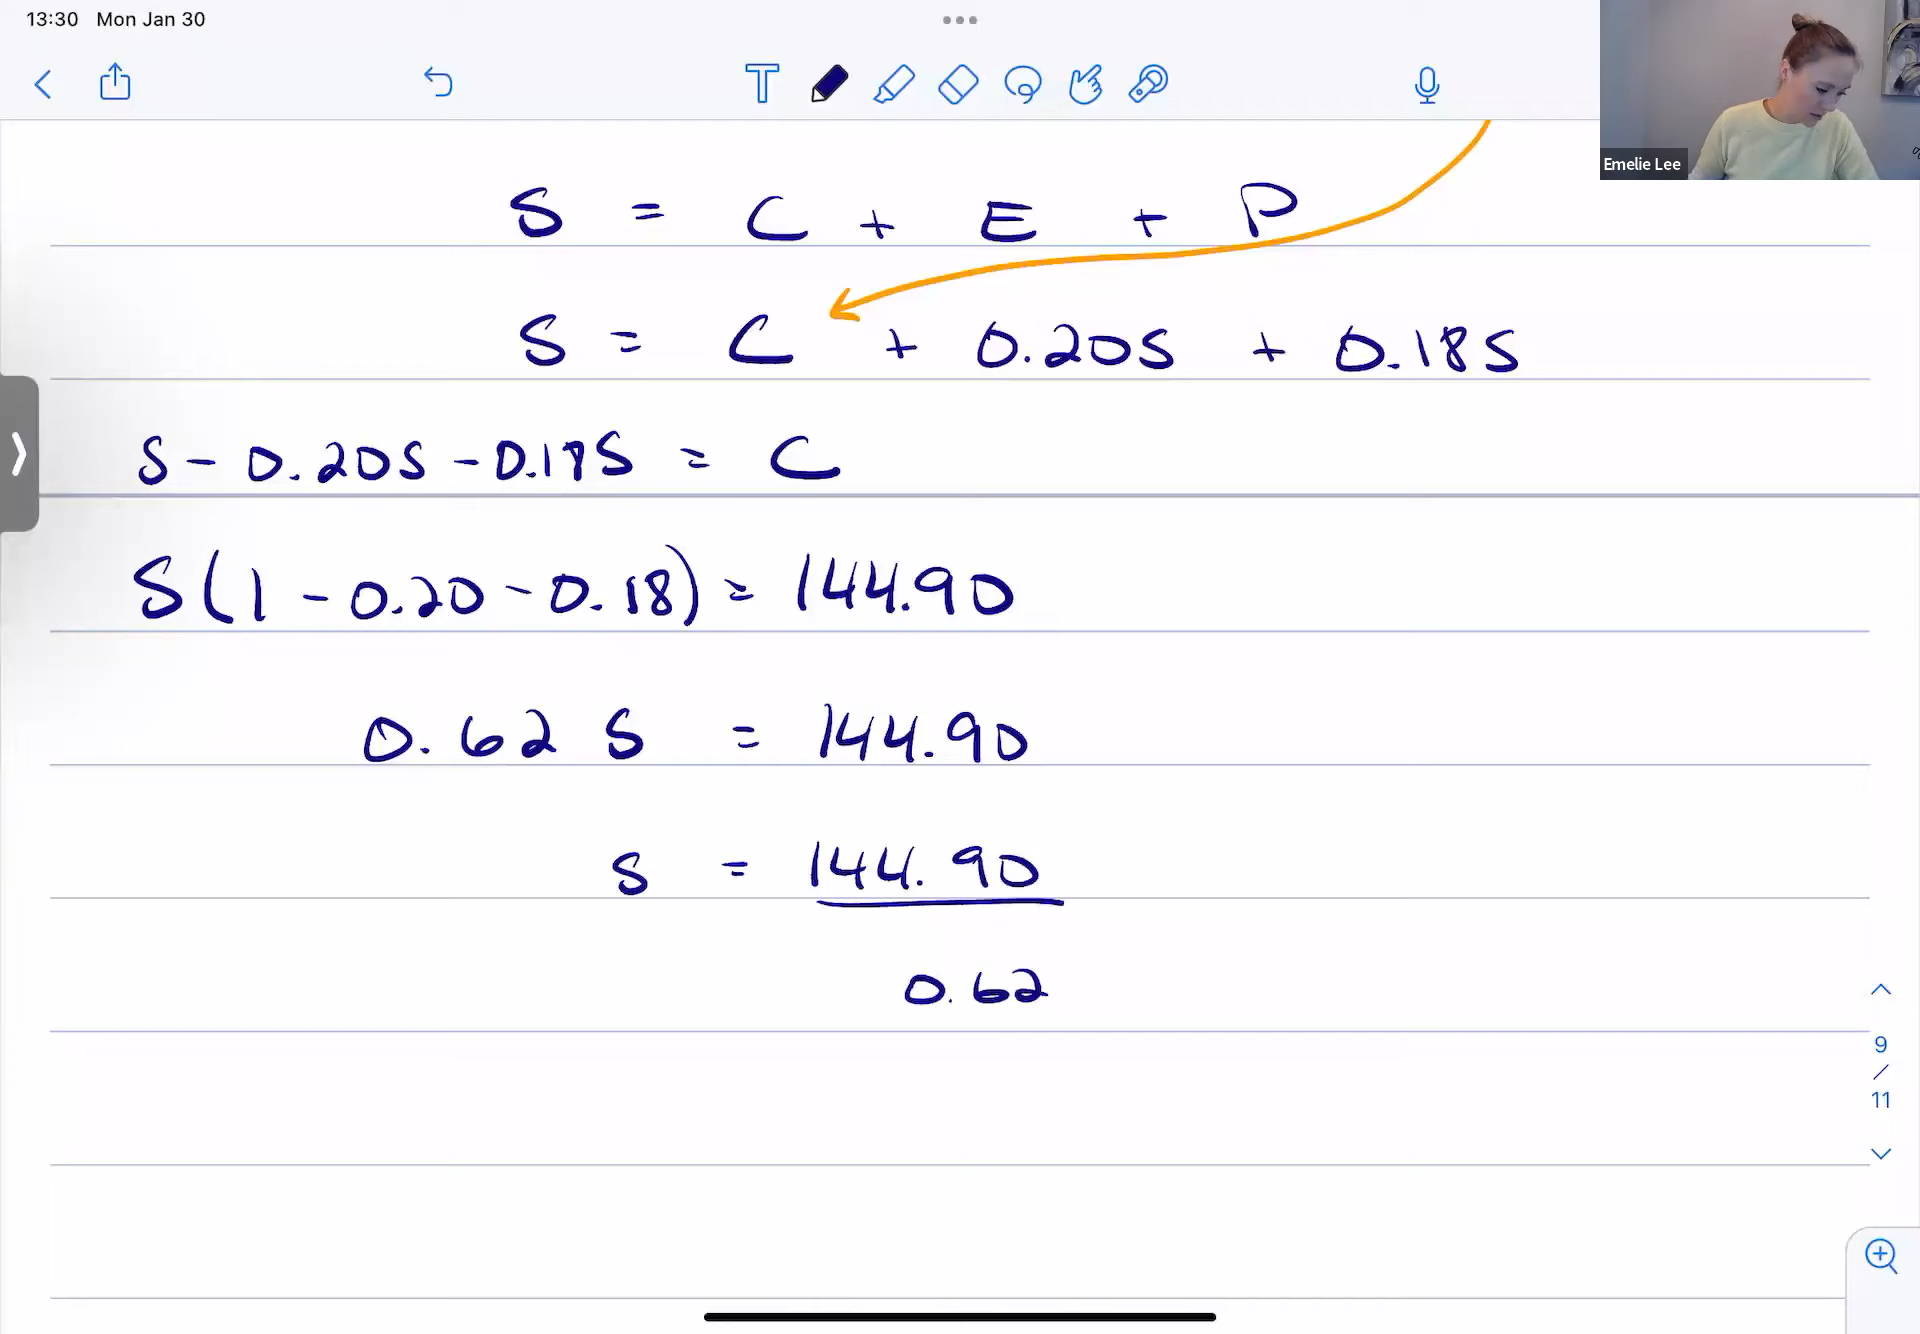 13:30 Mon Jan 30
Emelie Lee
S = C + E + P
S = C + 0.20S + 0.18S
S - 0.20S - 0.18S = C
S(1 - 0.20 - 0.18) = 144.90
0.62 S = 144.90
S = 144.90
0.62
9
/
11